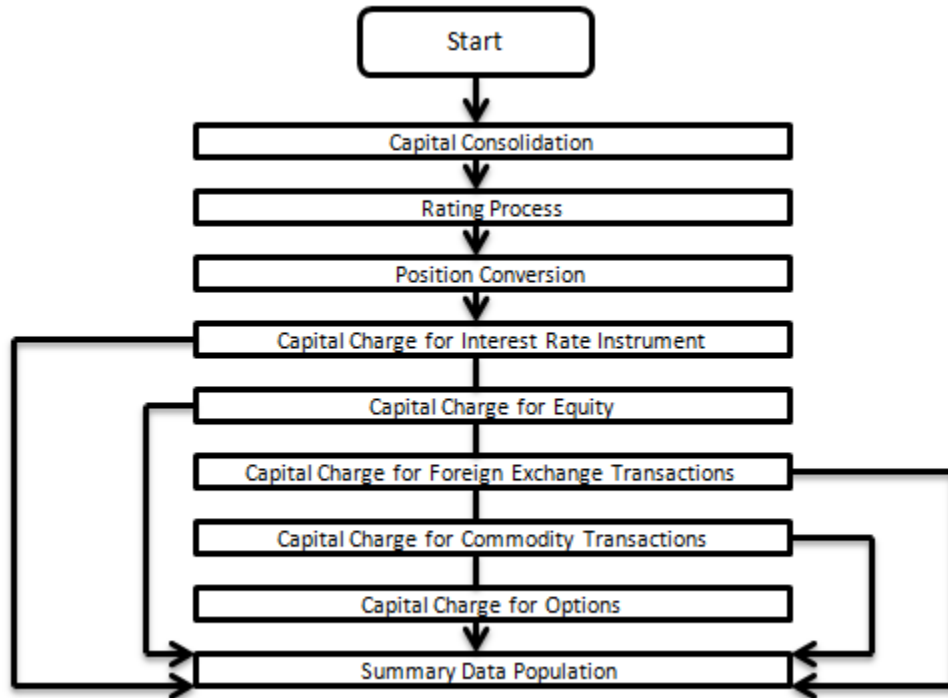 Start
Capital Consolidation
Rating Process
Position Conversion
Capital Charge for Interest Rate Instrument
Capital Charge for Equity
Capital Charge for Foreign Exchange Transactions
Capital Charge for Commodity Transactions
Capital Charge for Options
Summary Data Population